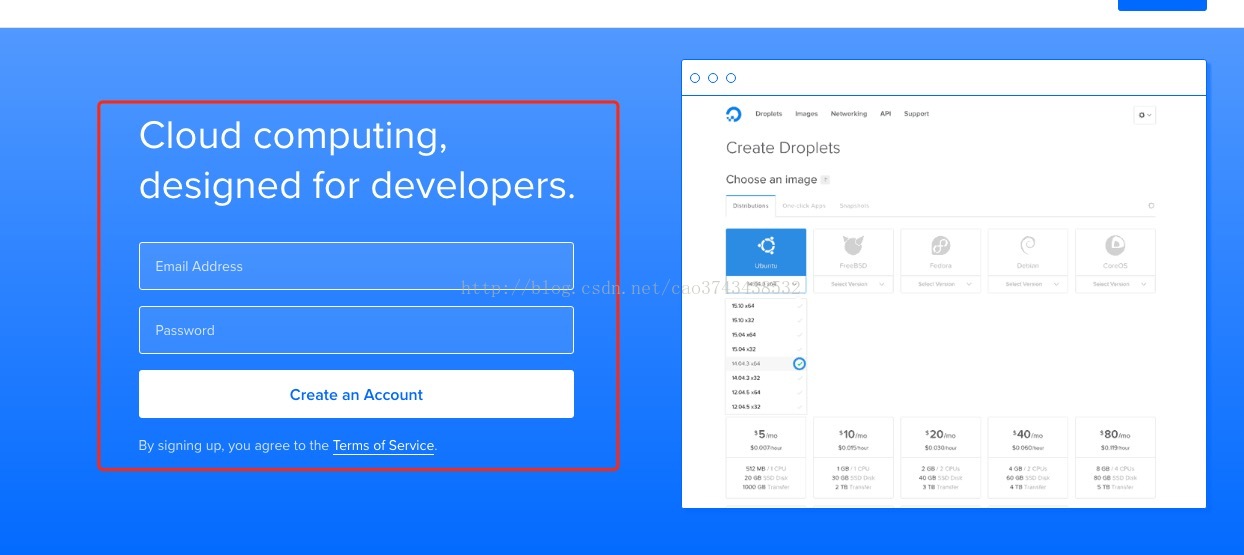 Cloud computing,
designed for developers.
Email Address
Password
Create an Account
By signing up, you agree to the Terms of Service.
http://blog.csdn.net/cao3743438532
Droplets Images Networking API Support
Create Droplets
Choose an image ?
Distributions One-click Apps Snapshots
Ubuntu FreeBSD Fedora Debian CoreOS
14.04.3 x64 Select Version Select Version Select Version Select Version
15.10 x64
15.10 x32
15.04 x64
15.04 x32
14.04.3 x64
14.04.3 x32
12.04.5 x64
12.04.5 x32
$5/mo $10/mo $20/mo $40/mo $80/mo
$0.007/hour $0.015/hour $0.030/hour $0.060/hour $0.119/hour
512 MB / 1 CPU 1 GB / 1 CPU 2 GB / 2 CPUs 4 GB / 2 CPUs 8 GB / 4 CPUs
20 GB SSD Disk 30 GB SSD Disk 40 GB SSD Disk 60 GB SSD Disk 80 GB SSD Disk
1000 GB Transfer 2 TB Transfer 3 TB Transfer 4 TB Transfer 5 TB Transfer